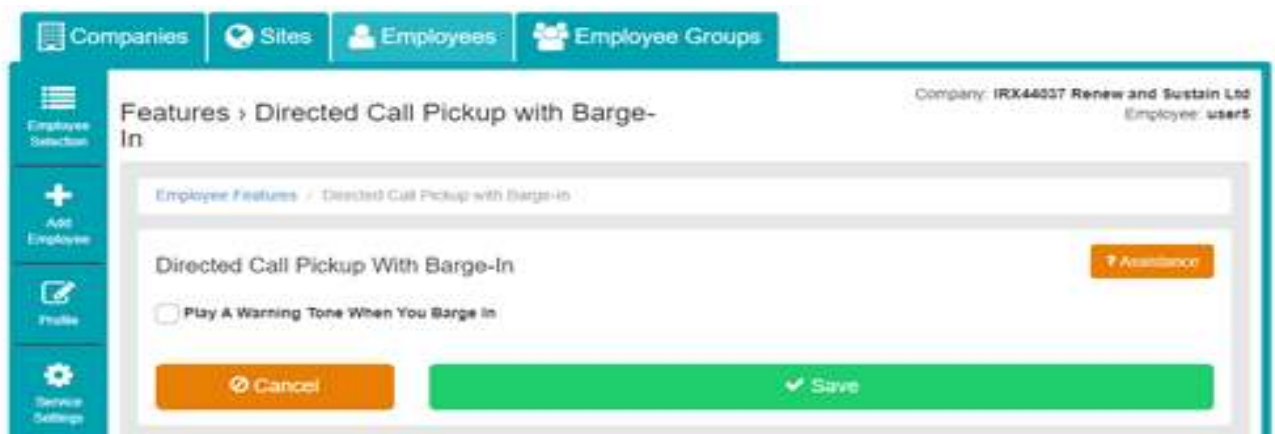 Companies
Sites
Employees
Employee Groups
Company: IRX44037 Renew and Sustain Ltd
Employee: user5
Features › Directed Call Pickup with Barge-
In
Employee
Selection
Add
Employee
Profile
Service
Settings
Employee Features / Directed Call Pickup with Barge-in
Directed Call Pickup With Barge-In
? Assistance
Play A Warning Tone When You Barge In
Cancel
Save